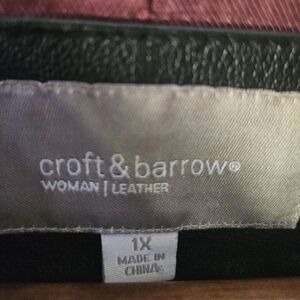 croft&barrow®
WOMAN | LEATHER
1X
MADE IN
CHINA